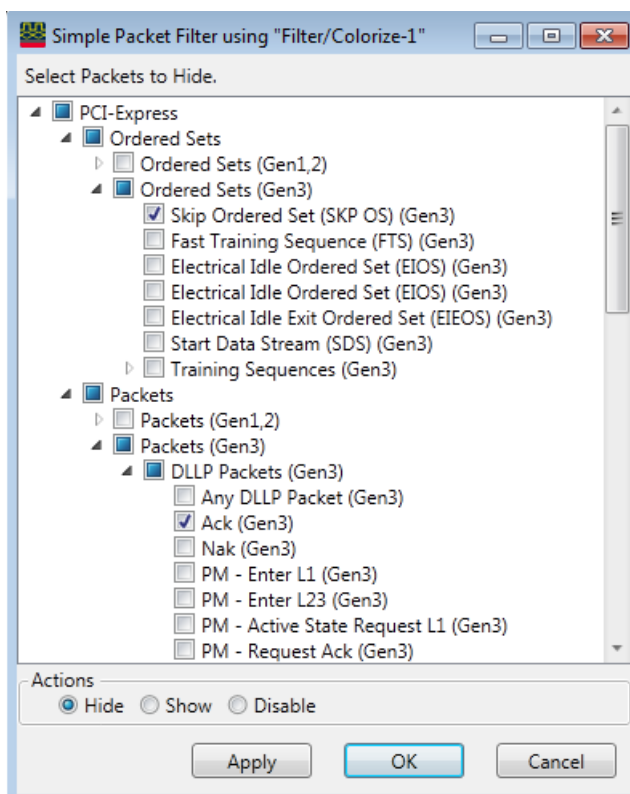 Simple Packet Filter using "Filter/Colorize-1"
Select Packets to Hide.
PCI-Express
Ordered Sets
Ordered Sets (Gen1,2)
Ordered Sets (Gen3)
Skip Ordered Set (SKP OS) (Gen3)
Fast Training Sequence (FTS) (Gen3)
Electrical Idle Ordered Set (EIOS) (Gen3)
Electrical Idle Ordered Set (EIOS) (Gen3)
Electrical Idle Exit Ordered Set (EIEOS) (Gen3)
Start Data Stream (SDS) (Gen3)
Training Sequences (Gen3)
Packets
Packets (Gen1,2)
Packets (Gen3)
DLLP Packets (Gen3)
Any DLLP Packet (Gen3)
Ack (Gen3)
Nak (Gen3)
PM - Enter L1 (Gen3)
PM - Enter L23 (Gen3)
PM - Active State Request L1 (Gen3)
PM - Request Ack (Gen3)
Actions
Hide Show Disable
Apply OK Cancel